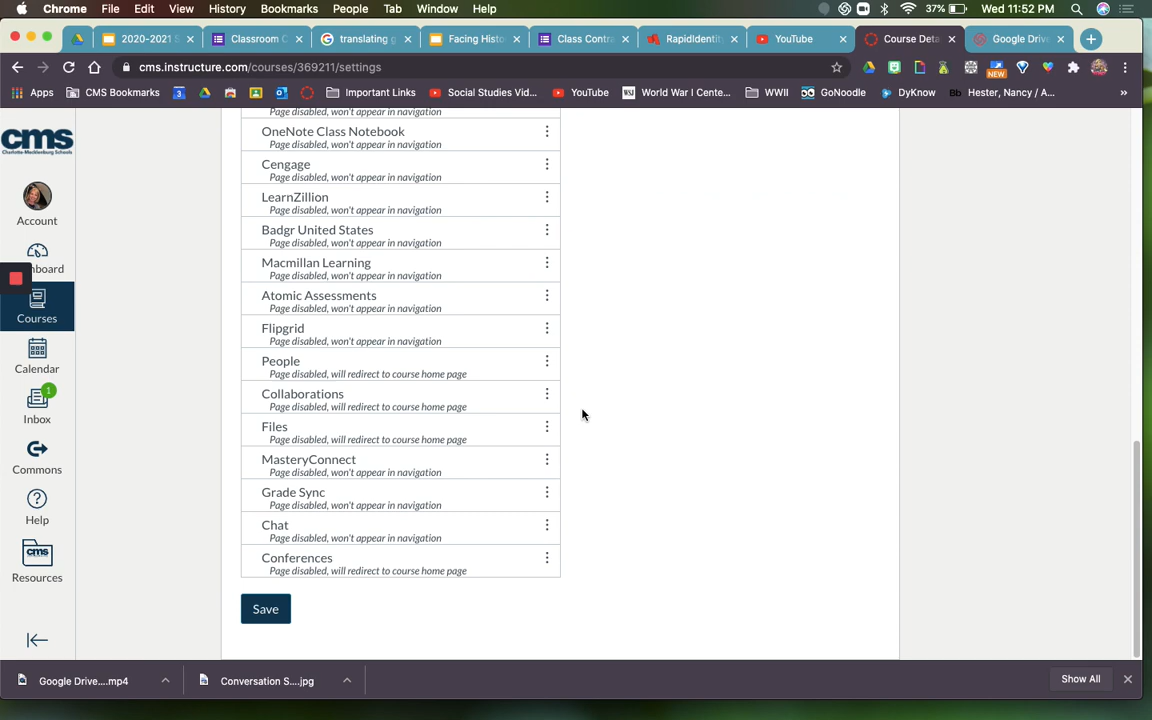 Chrome File Edit View History Bookmarks People Tab Window Help 37% Wed 11:52 PM
2020-2021 S Classroom C translating g Facing Histo Class Contra RapidIdentit YouTube Course Deta Google Drive
cms.instructure.com/courses/369211/settings NEW
Apps CMS Bookmarks 3 Important Links Social Studies Vid... YouTube WSJ World War I Cente... WWII GoNoodle DyKnow Bb Hester, Nancy / A... »
cms
Charlotte-Mecklenburg Schools
Account
hboard
Courses
Calendar
1
Inbox
Commons
Help
cms
Resources
Page disabled, won't appear in navigation
OneNote Class Notebook
Page disabled, won't appear in navigation
Cengage
Page disabled, won't appear in navigation
LearnZillion
Page disabled, won't appear in navigation
Badgr United States
Page disabled, won't appear in navigation
Macmillan Learning
Page disabled, won't appear in navigation
Atomic Assessments
Page disabled, won't appear in navigation
Flipgrid
Page disabled, won't appear in navigation
People
Page disabled, will redirect to course home page
Collaborations
Page disabled, will redirect to course home page
Files
Page disabled, will redirect to course home page
MasteryConnect
Page disabled, won't appear in navigation
Grade Sync
Page disabled, won't appear in navigation
Chat
Page disabled, won't appear in navigation
Conferences
Page disabled, will redirect to course home page
Save
Google Drive....mp4 Conversation S....jpg Show All